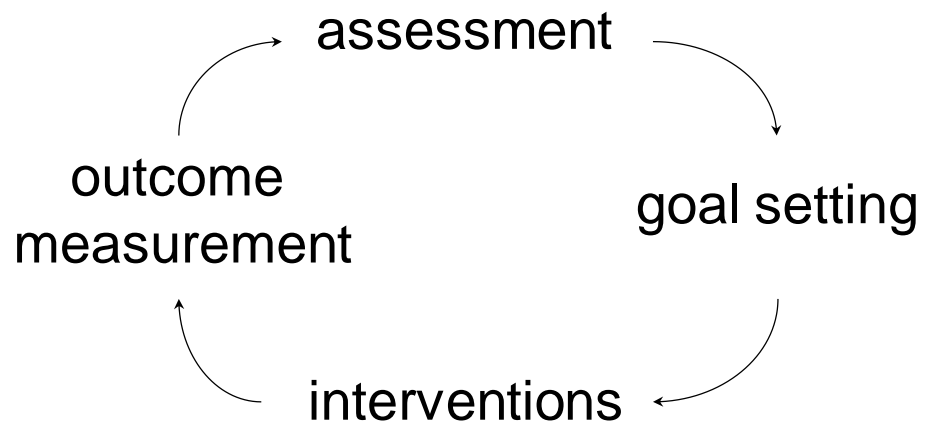 assessment
outcome
measurement
goal setting
interventions